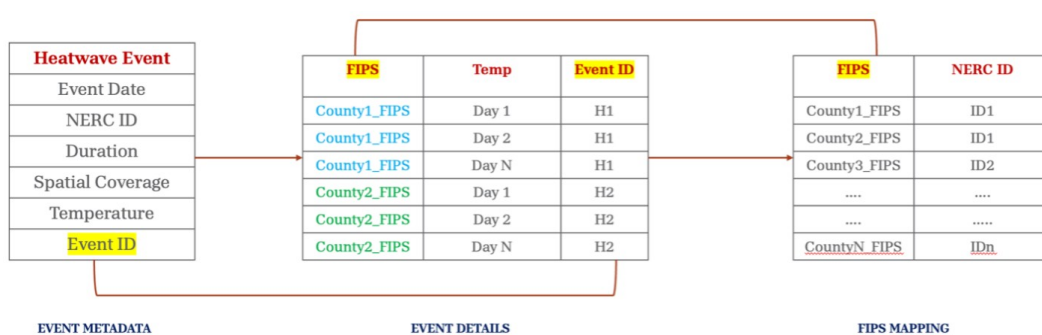 Heatwave Event
Event Date
NERC ID
Duration
Spatial Coverage
Temperature
Event ID
EVENT METADATA
FIPS Temp Event ID
County1_FIPS Day 1 H1
County1_FIPS Day 2 H1
County1_FIPS Day N H1
County2_FIPS Day 1 H2
County2_FIPS Day 2 H2
County2_FIPS Day N H2
EVENT DETAILS
FIPS NERC ID
County1_FIPS ID1
County2_FIPS ID1
County3_FIPS ID2
.... ....
.... .....
CountyN_FIPS IDn
FIPS MAPPING